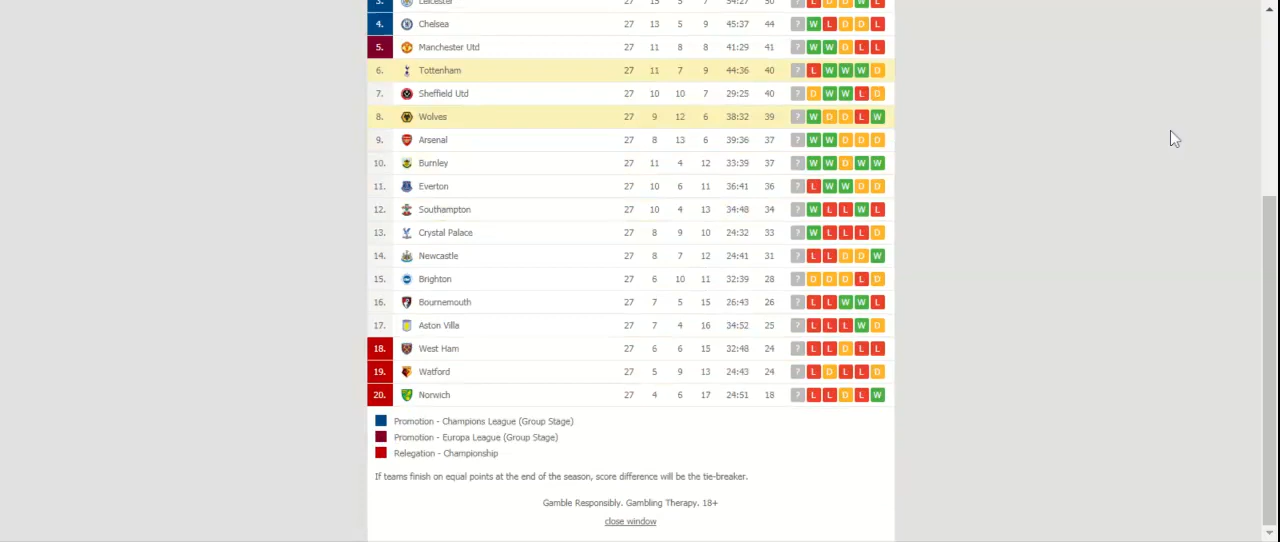 3. Leicester 27 15 5 7 54:27 50 ? L D D W L
4. Chelsea 27 13 5 9 45:37 44 ? W L D D L
5. Manchester Utd 27 11 8 8 41:29 41 ? W W D L L
6. Tottenham 27 11 7 9 44:36 40 ? L W W W D
7. Sheffield Utd 27 10 10 7 29:25 40 ? D W W L D
8. Wolves 27 9 12 6 38:32 39 ? W D D L W
9. Arsenal 27 8 13 6 39:36 37 ? W W D D D
10. Burnley 27 11 4 12 33:39 37 ? W W D W W
11. Everton 27 10 6 11 36:41 36 ? L W W D D
12. Southampton 27 10 4 13 34:48 34 ? W L L W L
13. Crystal Palace 27 8 9 10 24:32 33 ? W L L L D
14. Newcastle 27 8 7 12 24:41 31 ? L L D D W
15. Brighton 27 6 10 11 32:39 28 ? D D D L D
16. Bournemouth 27 7 5 15 26:43 26 ? L L W W L
17. Aston Villa 27 7 4 16 34:52 25 ? L L L W D
18. West Ham 27 6 6 15 32:48 24 ? L L D L L
19. Watford 27 5 9 13 24:43 24 ? L D L L D
20. Norwich 27 4 6 17 24:51 18 ? L L D L W
Promotion - Champions League (Group Stage)
Promotion - Europa League (Group Stage)
Relegation - Championship
If teams finish on equal points at the end of the season, score difference will be the tie-breaker.
Gamble Responsibly. Gambling Therapy. 18+
close window